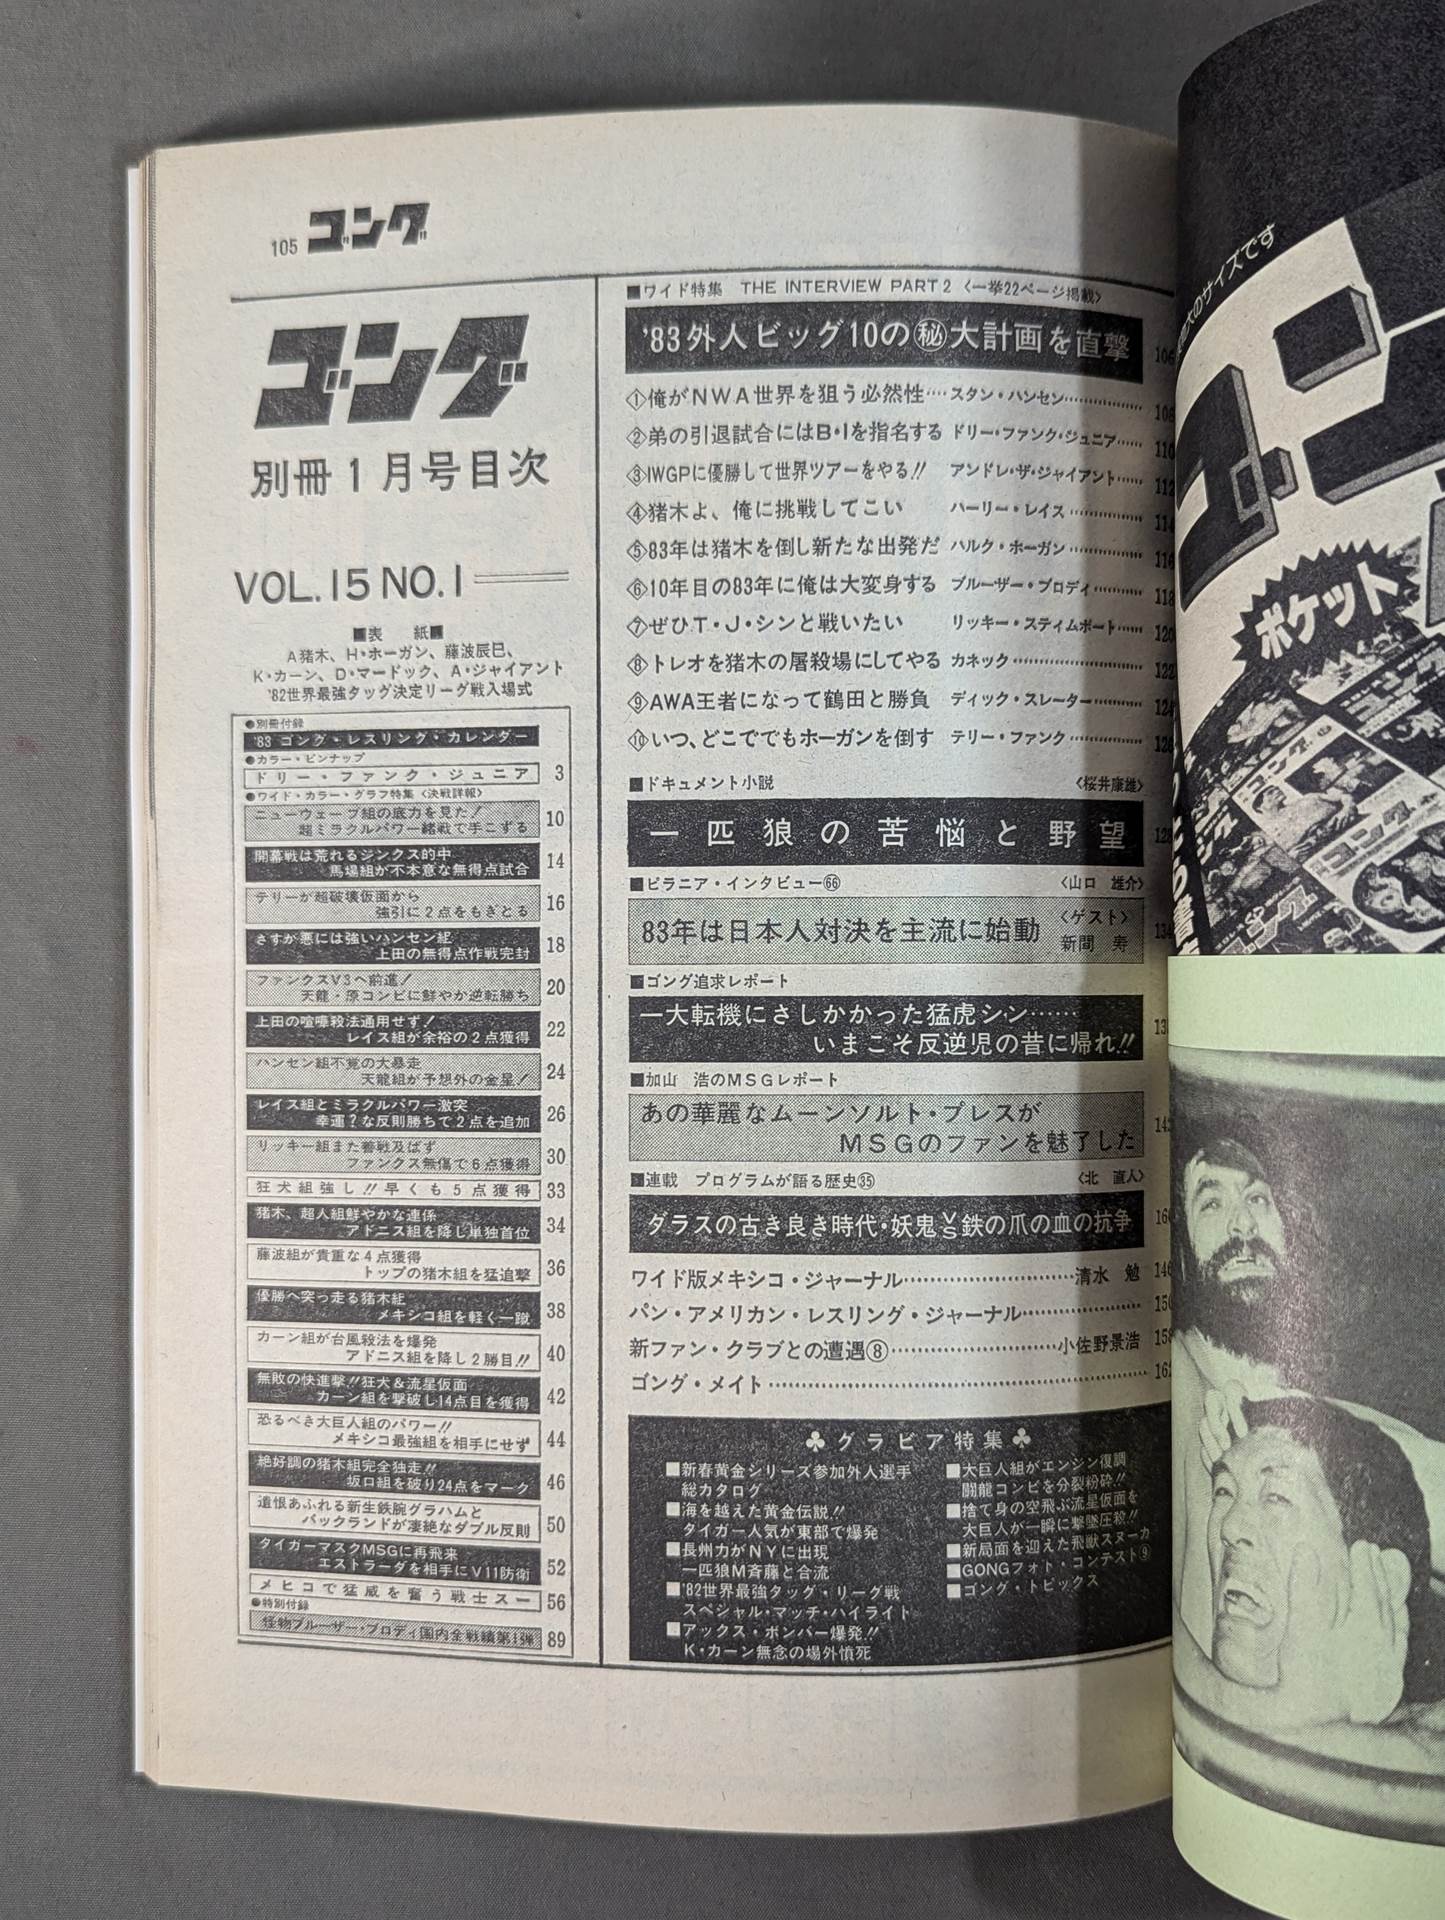 105 ゴング
ゴング
別冊1月号目次
VOL.15 NO.1
■表 紙■
A猪木、H・ホーガン、藤波辰巳、
K・カーン、D・マードック、A・ジャイアント
'82世界最強タッグ決定リーグ戦入場式
●別冊付録
'83 ゴング・レスリング・カレンダー
●カラー・ピンナップ
ドリー・ファンク・ジュニア 3
●ワイド・カラー・グラフ特集〈決戦詳報〉
ニューウェーブ組の底力を見た!
超ミラクルパワー緒戦で手こずる 10
開幕戦は荒れるジンクス的中
馬場組が不本意な無得点試合 14
テリーが超破壊仮面から
強引に2点をもぎとる 16
さすが悪には強いハンセン組
上田の無得点作戦完封 18
ファンクスV3へ前進!
天龍・原コンビに鮮やか逆転勝ち 20
上田の喧嘩殺法通用せず!
レイス組が余裕の2点獲得 22
ハンセン組不覚の大暴走
天龍組が予想外の金星! 24
レイス組とミラクルパワー激突
幸運?な反則勝ちで2点を追加 26
リッキー組また善戦及ばず
ファンクス無傷で6点獲得 30
狂犬組強し!!早くも5点獲得 33
猪木、超人組鮮やかな連係
アドニス組を降し単独首位 34
藤波組が貴重な4点獲得
トップの猪木組を猛追撃 36
優勝へ突っ走る猪木組
メキシコ組を軽く一蹴 38
カーン組が台風殺法を爆発
アドニス組を降し2勝目!! 40
無敗の快進撃!!狂犬&流星仮面
カーン組を撃破し14点目を獲得 42
恐るべき大巨人組のパワー!!
メキシコ最強組を相手にせず 44
絶好調の猪木組完全独走!!
坂口組を破り24点をマーク 46
遺恨あふれる新生鉄腕グラハムと
バックランドが凄絶なダブル反則 50
タイガーマスクMSGに再飛来
エストラーダを相手にV11防衛 52
メヒコで猛威を奮う戦士スー 56
●特別付録
怪物ブルーザー・ブロディ国内全戦績第1弾 89
■ワイド特集 THE INTERVIEW PART2 〈一挙22ページ掲載〉
'83外人ビッグ10の㊙大計画を直撃 106
①俺がNWA世界を狙う必然性‥‥スタン・ハンセン……………… 108
②弟の引退試合にはB・Iを指名する ドリー・ファンク・ジュニア…… 110
③IWGPに優勝して世界ツアーをやる!! アンドレ・ザ・ジャイアント…… 112
④猪木よ、俺に挑戦してこい ハーリー・レイス……………… 114
⑤83年は猪木を倒し新たな出発だ ハルク・ホーガン……………… 116
⑥10年目の83年に俺は大変身する ブルーザー・ブロディ………… 118
⑦ぜひT・J・シンと戦いたい リッキー・スティムボート…… 120
⑧トレオを猪木の屠殺場にしてやる カネック………………………… 122
⑨AWA王者になって鶴田と勝負 ディック・スレーター………… 124
⑩いつ、どこででもホーガンを倒す テリー・ファンク……………… 126
■ドキュメント小説 〈桜井康雄〉
一匹狼の苦悩と野望 128
■ピラニア・インタビュー66 〈山口 雄介〉
83年は日本人対決を主流に始動 〈ゲスト〉
新間 寿 134
■ゴング追求レポート
一大転機にさしかかった猛虎シン……
いまこそ反逆児の昔に帰れ!!
■加山 浩のMSGレポート
あの華麗なムーンソルト・プレスが
MSGのファンを魅了した 142
■連載 プログラムが語る歴史㉟ 〈北 直人〉
ダラスの古き良き時代・妖鬼VS鉄の爪の血の抗争
ワイド版メキシコ・ジャーナル………………………清水 勉 146
パン・アメリカン・レスリング・ジャーナル……………… 150
新ファン・クラブとの遭遇⑧………………………小佐野景浩 158
ゴング・メイト……………………………………………… 162
♣グラビア特集♣
■新春黄金シリーズ参加外人選手
総カタログ
■海を越えた黄金伝説!!
タイガー人気が東部で爆発
■長州力がNYに出現
一匹狼M斉藤と合流
■'82世界最強タッグ・リーグ戦
スペシャル・マッチ・ハイライト
■アックス・ボンバー爆発!!
K・カーン無念の場外憤死
■大巨人組がエンジン復調
闘龍コンビを分裂粉砕!!
■捨て身の空飛ぶ流星仮面を
大巨人が一瞬に撃墜圧殺!!
■新局面を迎えた飛獣スヌーカ
■GONGフォト・コンテスト⑨
■ゴング・トピックス
大のサイズです
ポケット
ゴング